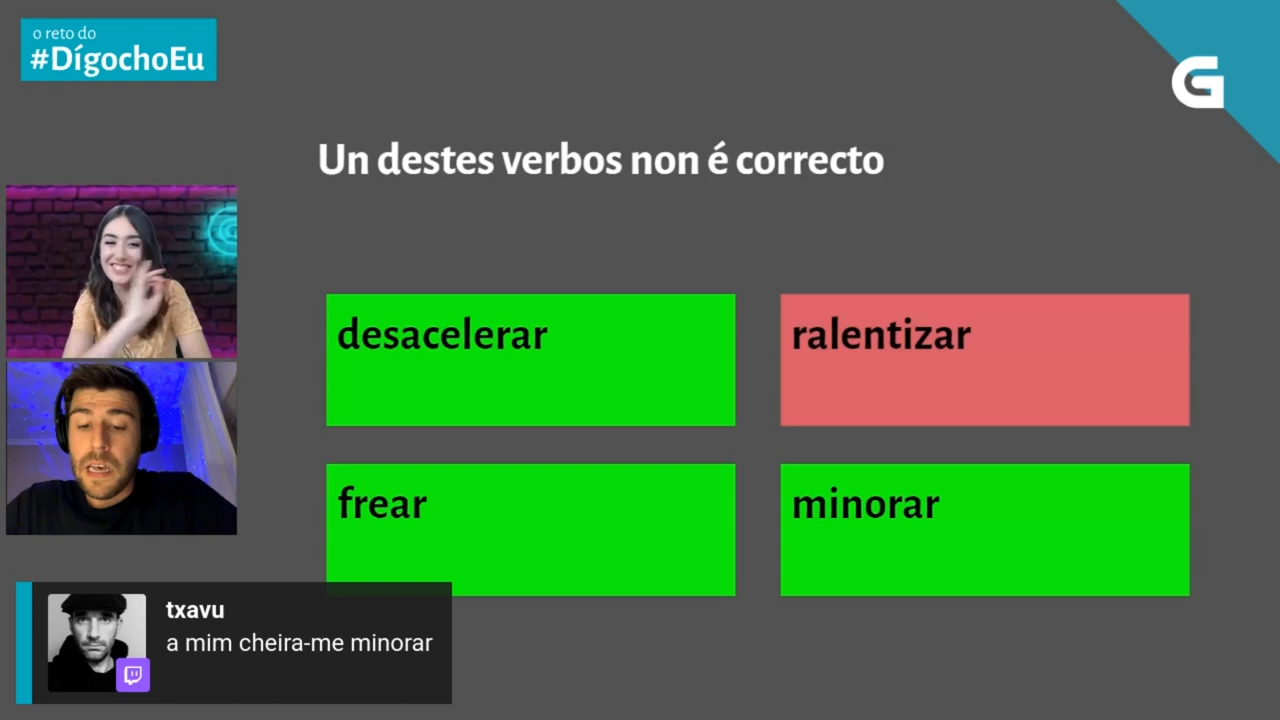 o reto do
#DígochoEu
Un destes verbos non é correcto
desacelerar
ralentizar
frear
minorar
txavu
a mim cheira-me minorar